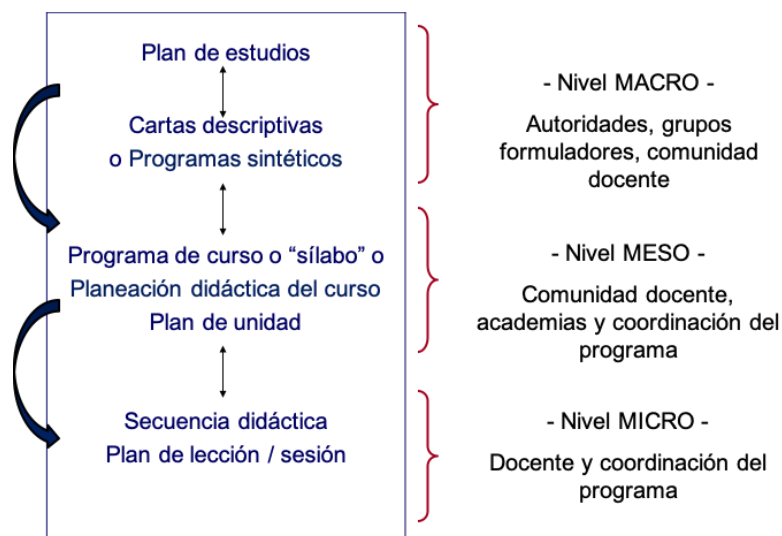 Plan de estudios
Cartas descriptivas
o Programas sintéticos
Programa de curso o “sílabo” o
Planeación didáctica del curso
Plan de unidad
Secuencia didáctica
Plan de lección / sesión
- Nivel MACRO -
Autoridades, grupos
formuladores, comunidad
docente
- Nivel MESO -
Comunidad docente,
academias y coordinación del
programa
- Nivel MICRO -
Docente y coordinación del
programa